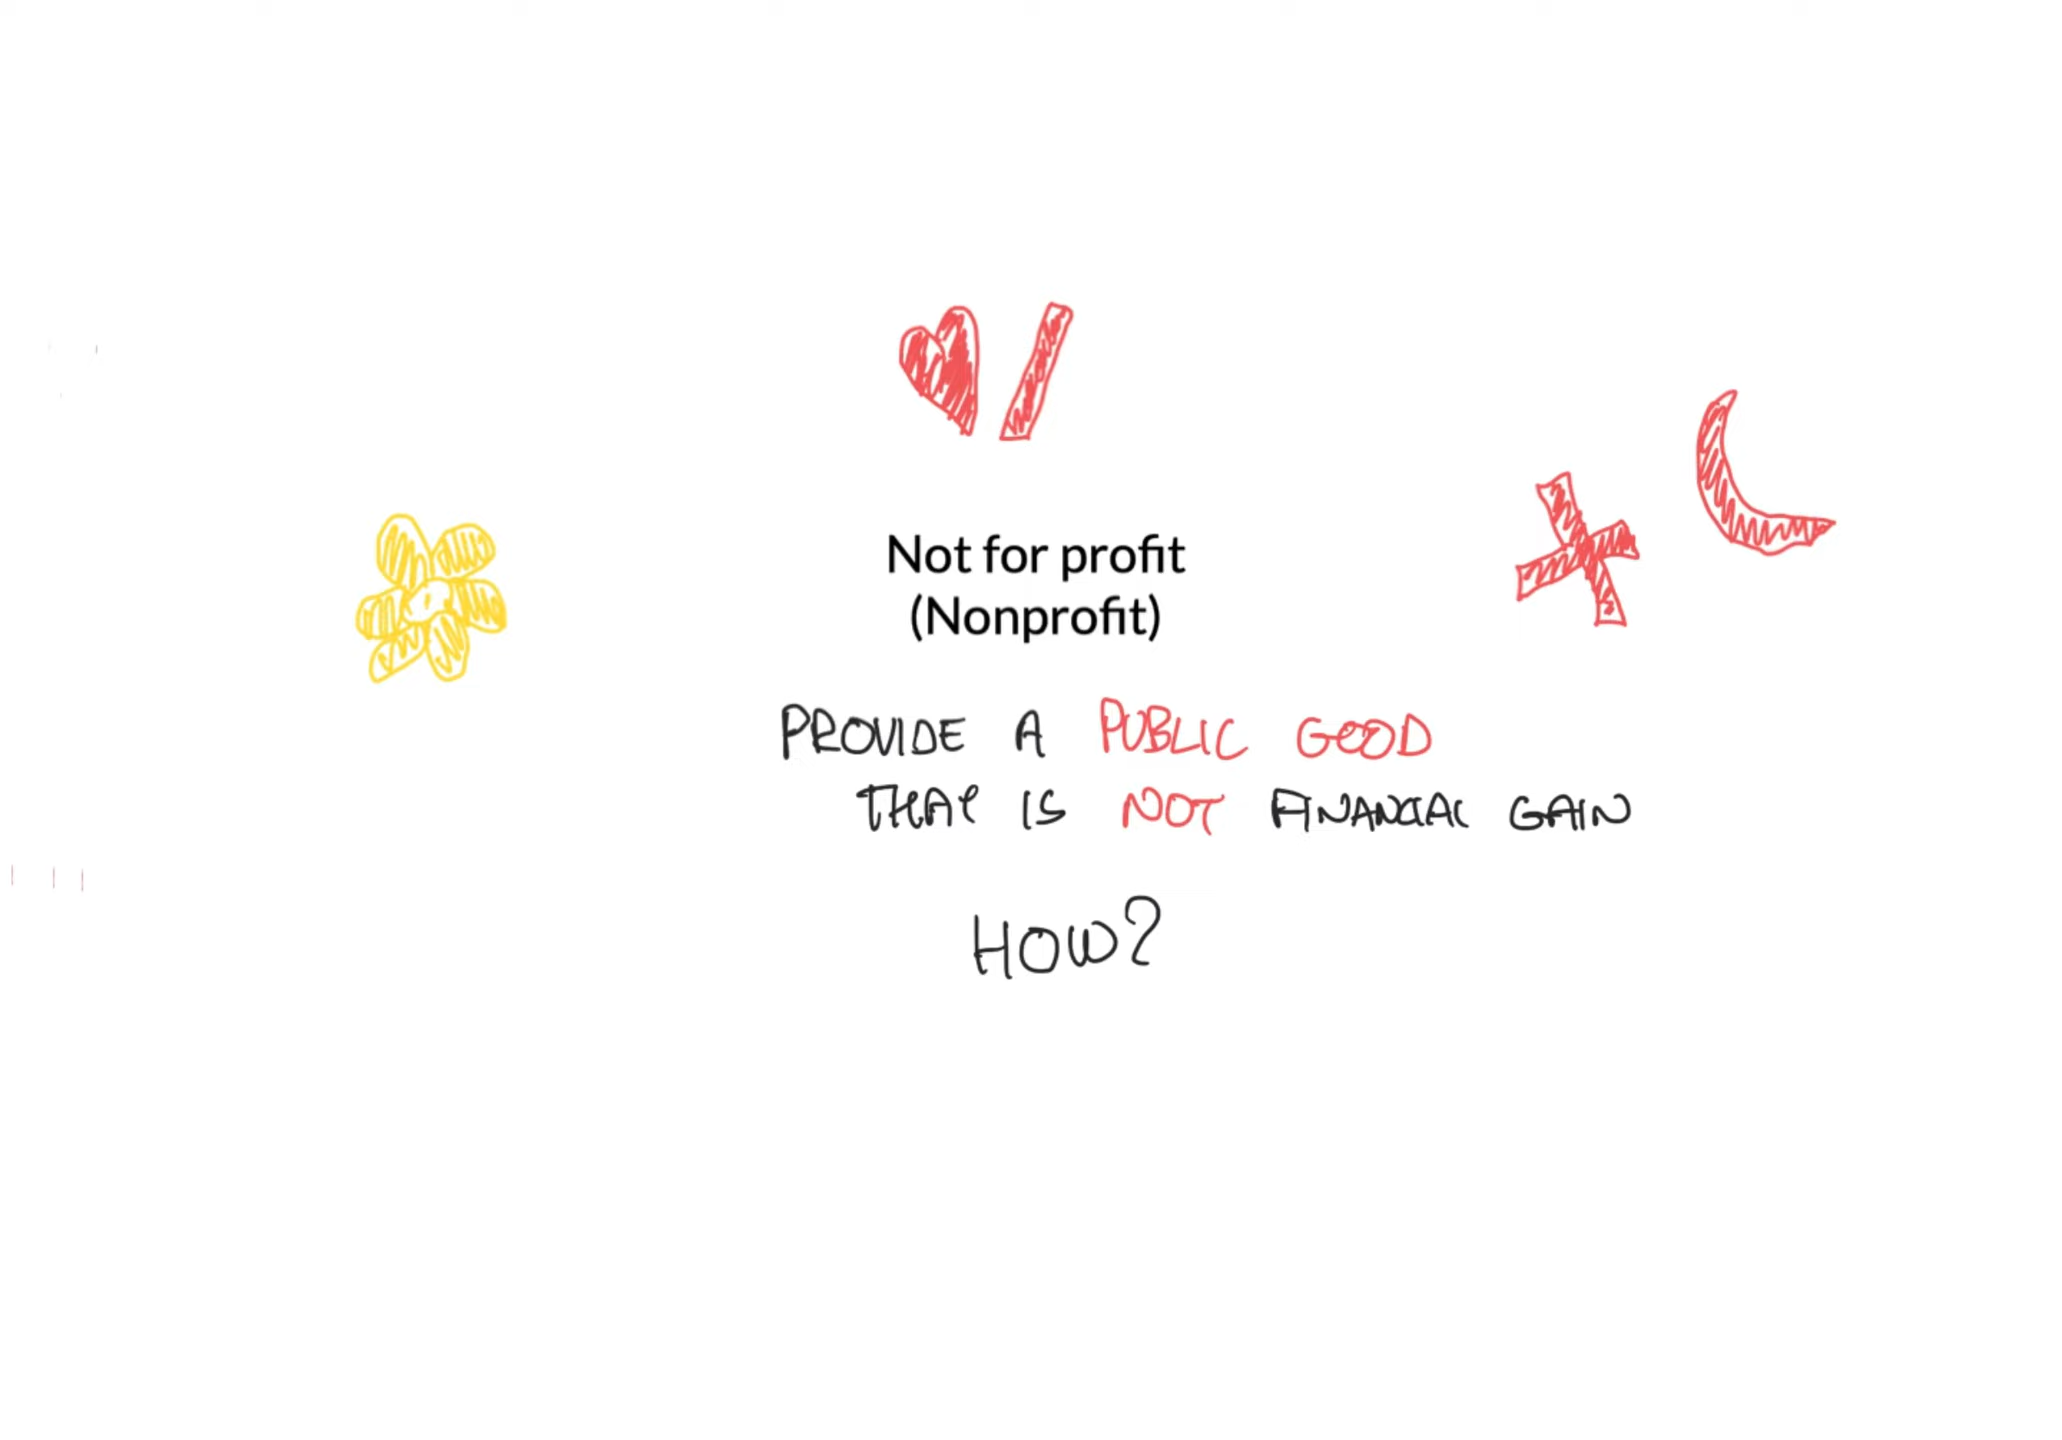 Not for profit
(Nonprofit)
PROVIDE A PUBLIC GOOD
THAT IS NOT FINANCIAL GAIN
HOW?